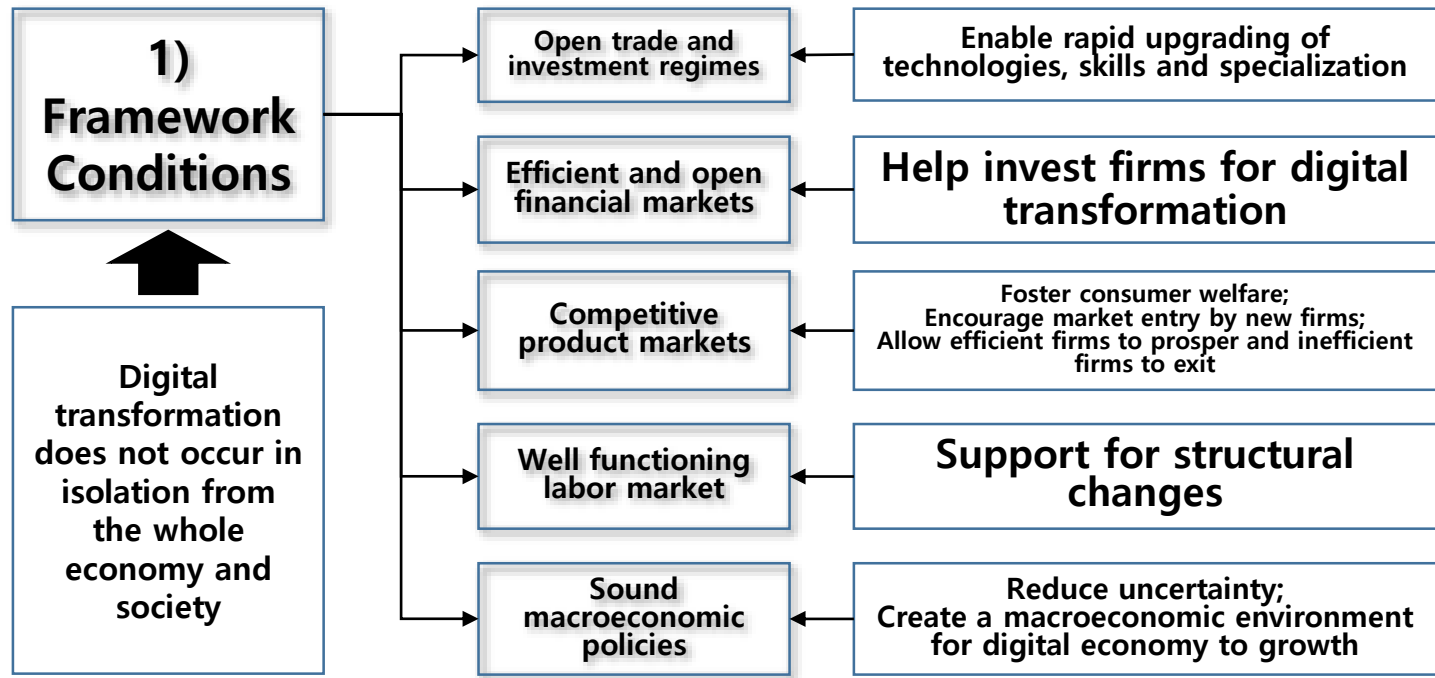 1)
Framework
Conditions
Digital
transformation
does not occur in
isolation from
the whole
economy and
society
Open trade and
investment regimes
Enable rapid upgrading of
technologies, skills and specialization
Efficient and open
financial markets
Help invest firms for digital
transformation
Competitive
product markets
Foster consumer welfare;
Encourage market entry by new firms;
Allow efficient firms to prosper and inefficient
firms to exit
Well functioning
labor market
Support for structural
changes
Sound
macroeconomic
policies
Reduce uncertainty;
Create a macroeconomic environment
for digital economy to growth